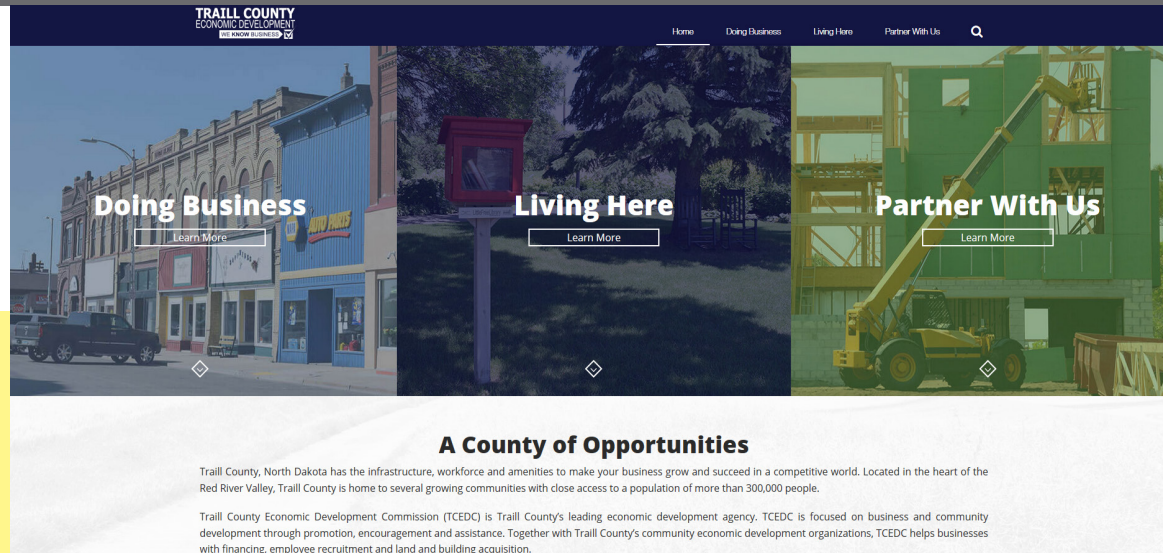 TRAILL COUNTY
ECONOMIC DEVELOPMENT
WE KNOW BUSINESS
Home Doing Business Living Here Partner With Us
AUTO PARTS
Doing Business
Learn More
Living Here
Learn More
Partner With Us
Learn More
A County of Opportunities
Traill County, North Dakota has the infrastructure, workforce and amenities to make your business grow and succeed in a competitive world. Located in the heart of the
Red River Valley, Traill County is home to several growing communities with close access to a population of more than 300,000 people.
Traill County Economic Development Commission (TCEDC) is Traill County's leading economic development agency. TCEDC is focused on business and community
development through promotion, encouragement and assistance. Together with Traill County's community economic development organizations, TCEDC helps businesses
with financing, employee recruitment and land and building acquisition.